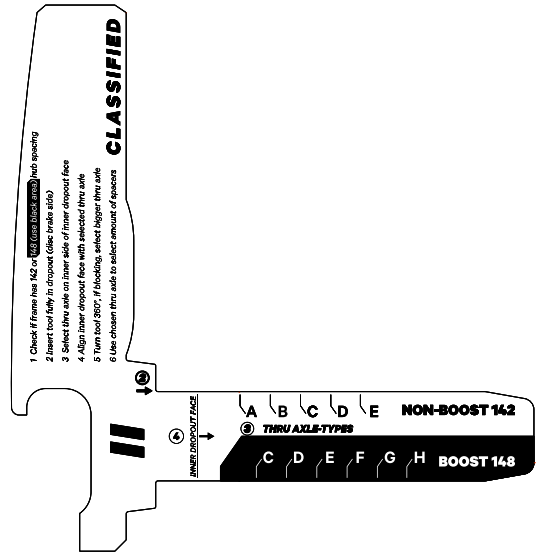 CLASSIFIED
1 Check if frame has 142 or 148 (use black area) hub spacing
2 Insert tool fully in dropout (disc brake side)
3 Select thru axle on inner side of inner dropout face
4 Align inner dropout face with selected thru axle
5 Turn tool 360°, if blocking, select bigger thru axle
6 Use chosen thru axle to select amount of spacers
2
4
INNER DROPOUT FACE
A B C D E
NON-BOOST 142
3 THRU AXLE-TYPES
C D E F G H
BOOST 148